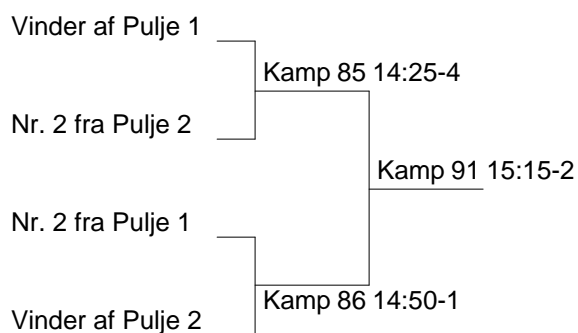 Vinder af Pulje 1
Kamp 85 14:25-4
Nr. 2 fra Pulje 2
Kamp 91 15:15-2
Nr. 2 fra Pulje 1
Kamp 86 14:50-1
Vinder af Pulje 2